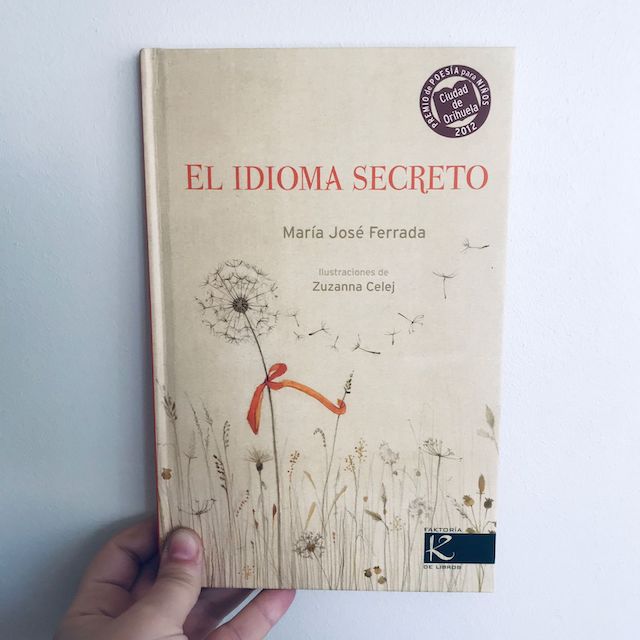 PREMIO de POESÍA para NIÑOS
Ciudad
de
Orihuela
2012
EL IDIOMA SECRETO
María José Ferrada
Ilustraciones de
Zuzanna Celej
FAKTORÍA
K
DE LIBROS